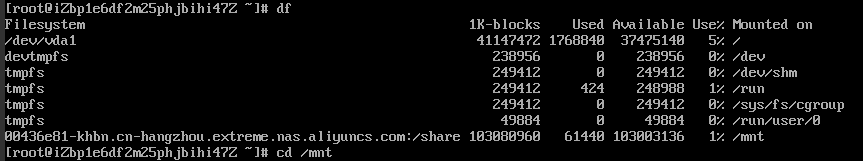 [root@iZbp1e6df2m25phjbihi47Z ~]# df
Filesystem 1K-blocks Used Available Use% Mounted on
/dev/vda1 41147472 1768840 37475140 5% /
devtmpfs 238956 0 238956 0% /dev
tmpfs 249412 0 249412 0% /dev/shm
tmpfs 249412 424 248988 1% /run
tmpfs 249412 0 249412 0% /sys/fs/cgroup
tmpfs 49884 0 49884 0% /run/user/0
00436e81-khbn.cn-hangzhou.extreme.nas.aliyuncs.com:/share 103080960 61440 103003136 1% /mnt
[root@iZbp1e6df2m25phjbihi47Z ~]# cd /mnt